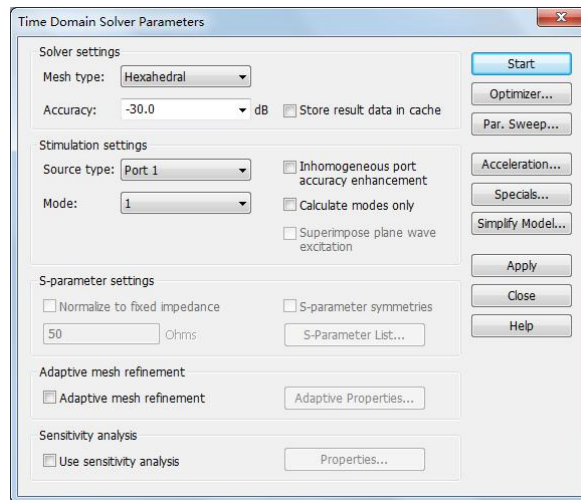 Time Domain Solver Parameters
Solver settings
Mesh type: Hexahedral
Accuracy: -30.0 dB
Store result data in cache
Stimulation settings
Source type: Port 1
Inhomogeneous port
accuracy enhancement
Mode: 1
Calculate modes only
Superimpose plane wave
excitation
S-parameter settings
Normalize to fixed impedance
S-parameter symmetries
50 Ohms
S-Parameter List...
Adaptive mesh refinement
Adaptive mesh refinement
Adaptive Properties...
Sensitivity analysis
Use sensitivity analysis
Properties...
Start
Optimizer...
Par. Sweep...
Acceleration...
Specials...
Simplify Model...
Apply
Close
Help